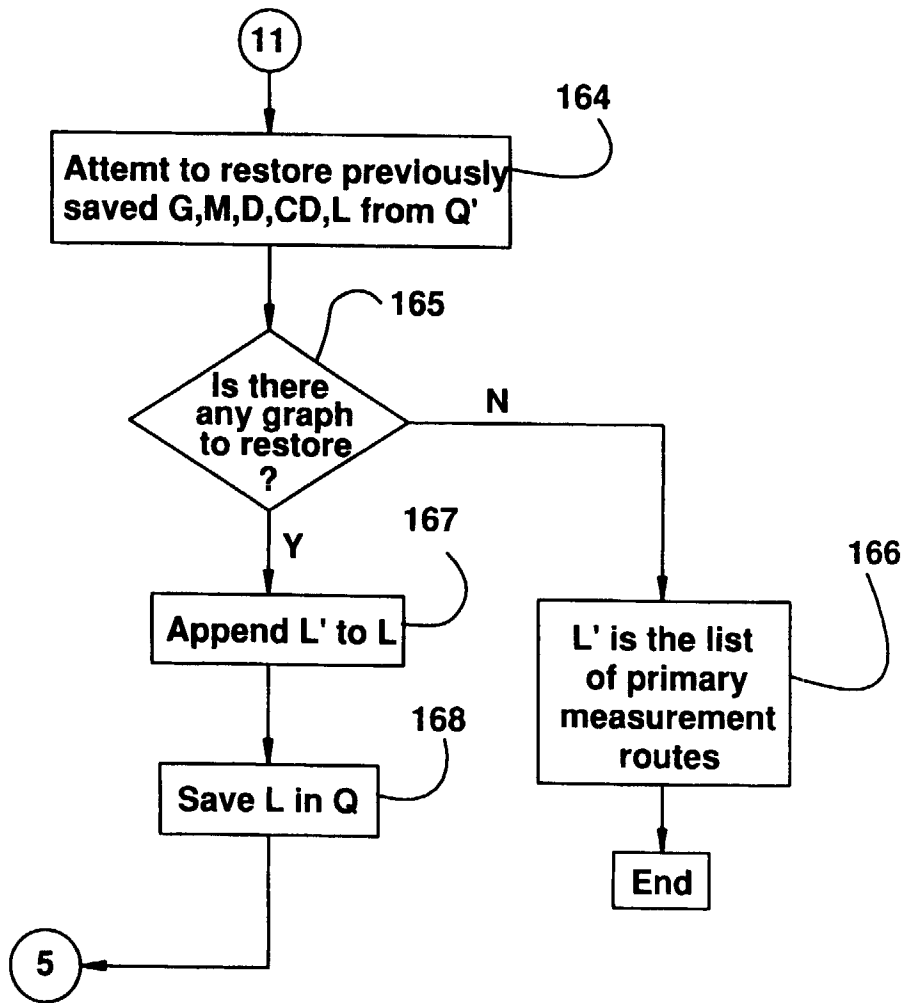 11
164
Attemt to restore previously
saved G,M,D,CD,L from Q'
165
Is there
any graph
to restore
?
N
Y
167
166
Append L' to L
L' is the list
of primary
measurement
routes
168
Save L in Q
End
5